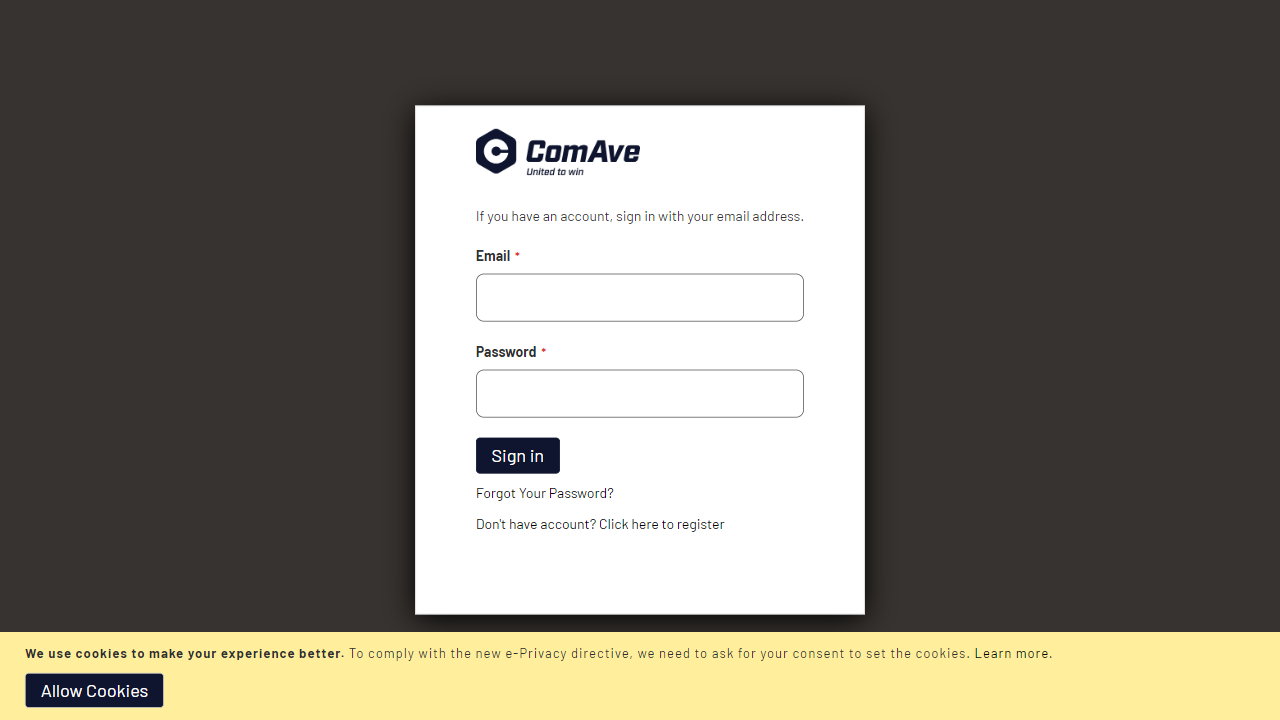 ComAve
United to win
If you have an account, sign in with your email address.
Email *
Password *
Sign in
Forgot Your Password?
Don't have account? Click here to register
We use cookies to make your experience better. To comply with the new e-Privacy directive, we need to ask for your consent to set the cookies. Learn more.
Allow Cookies